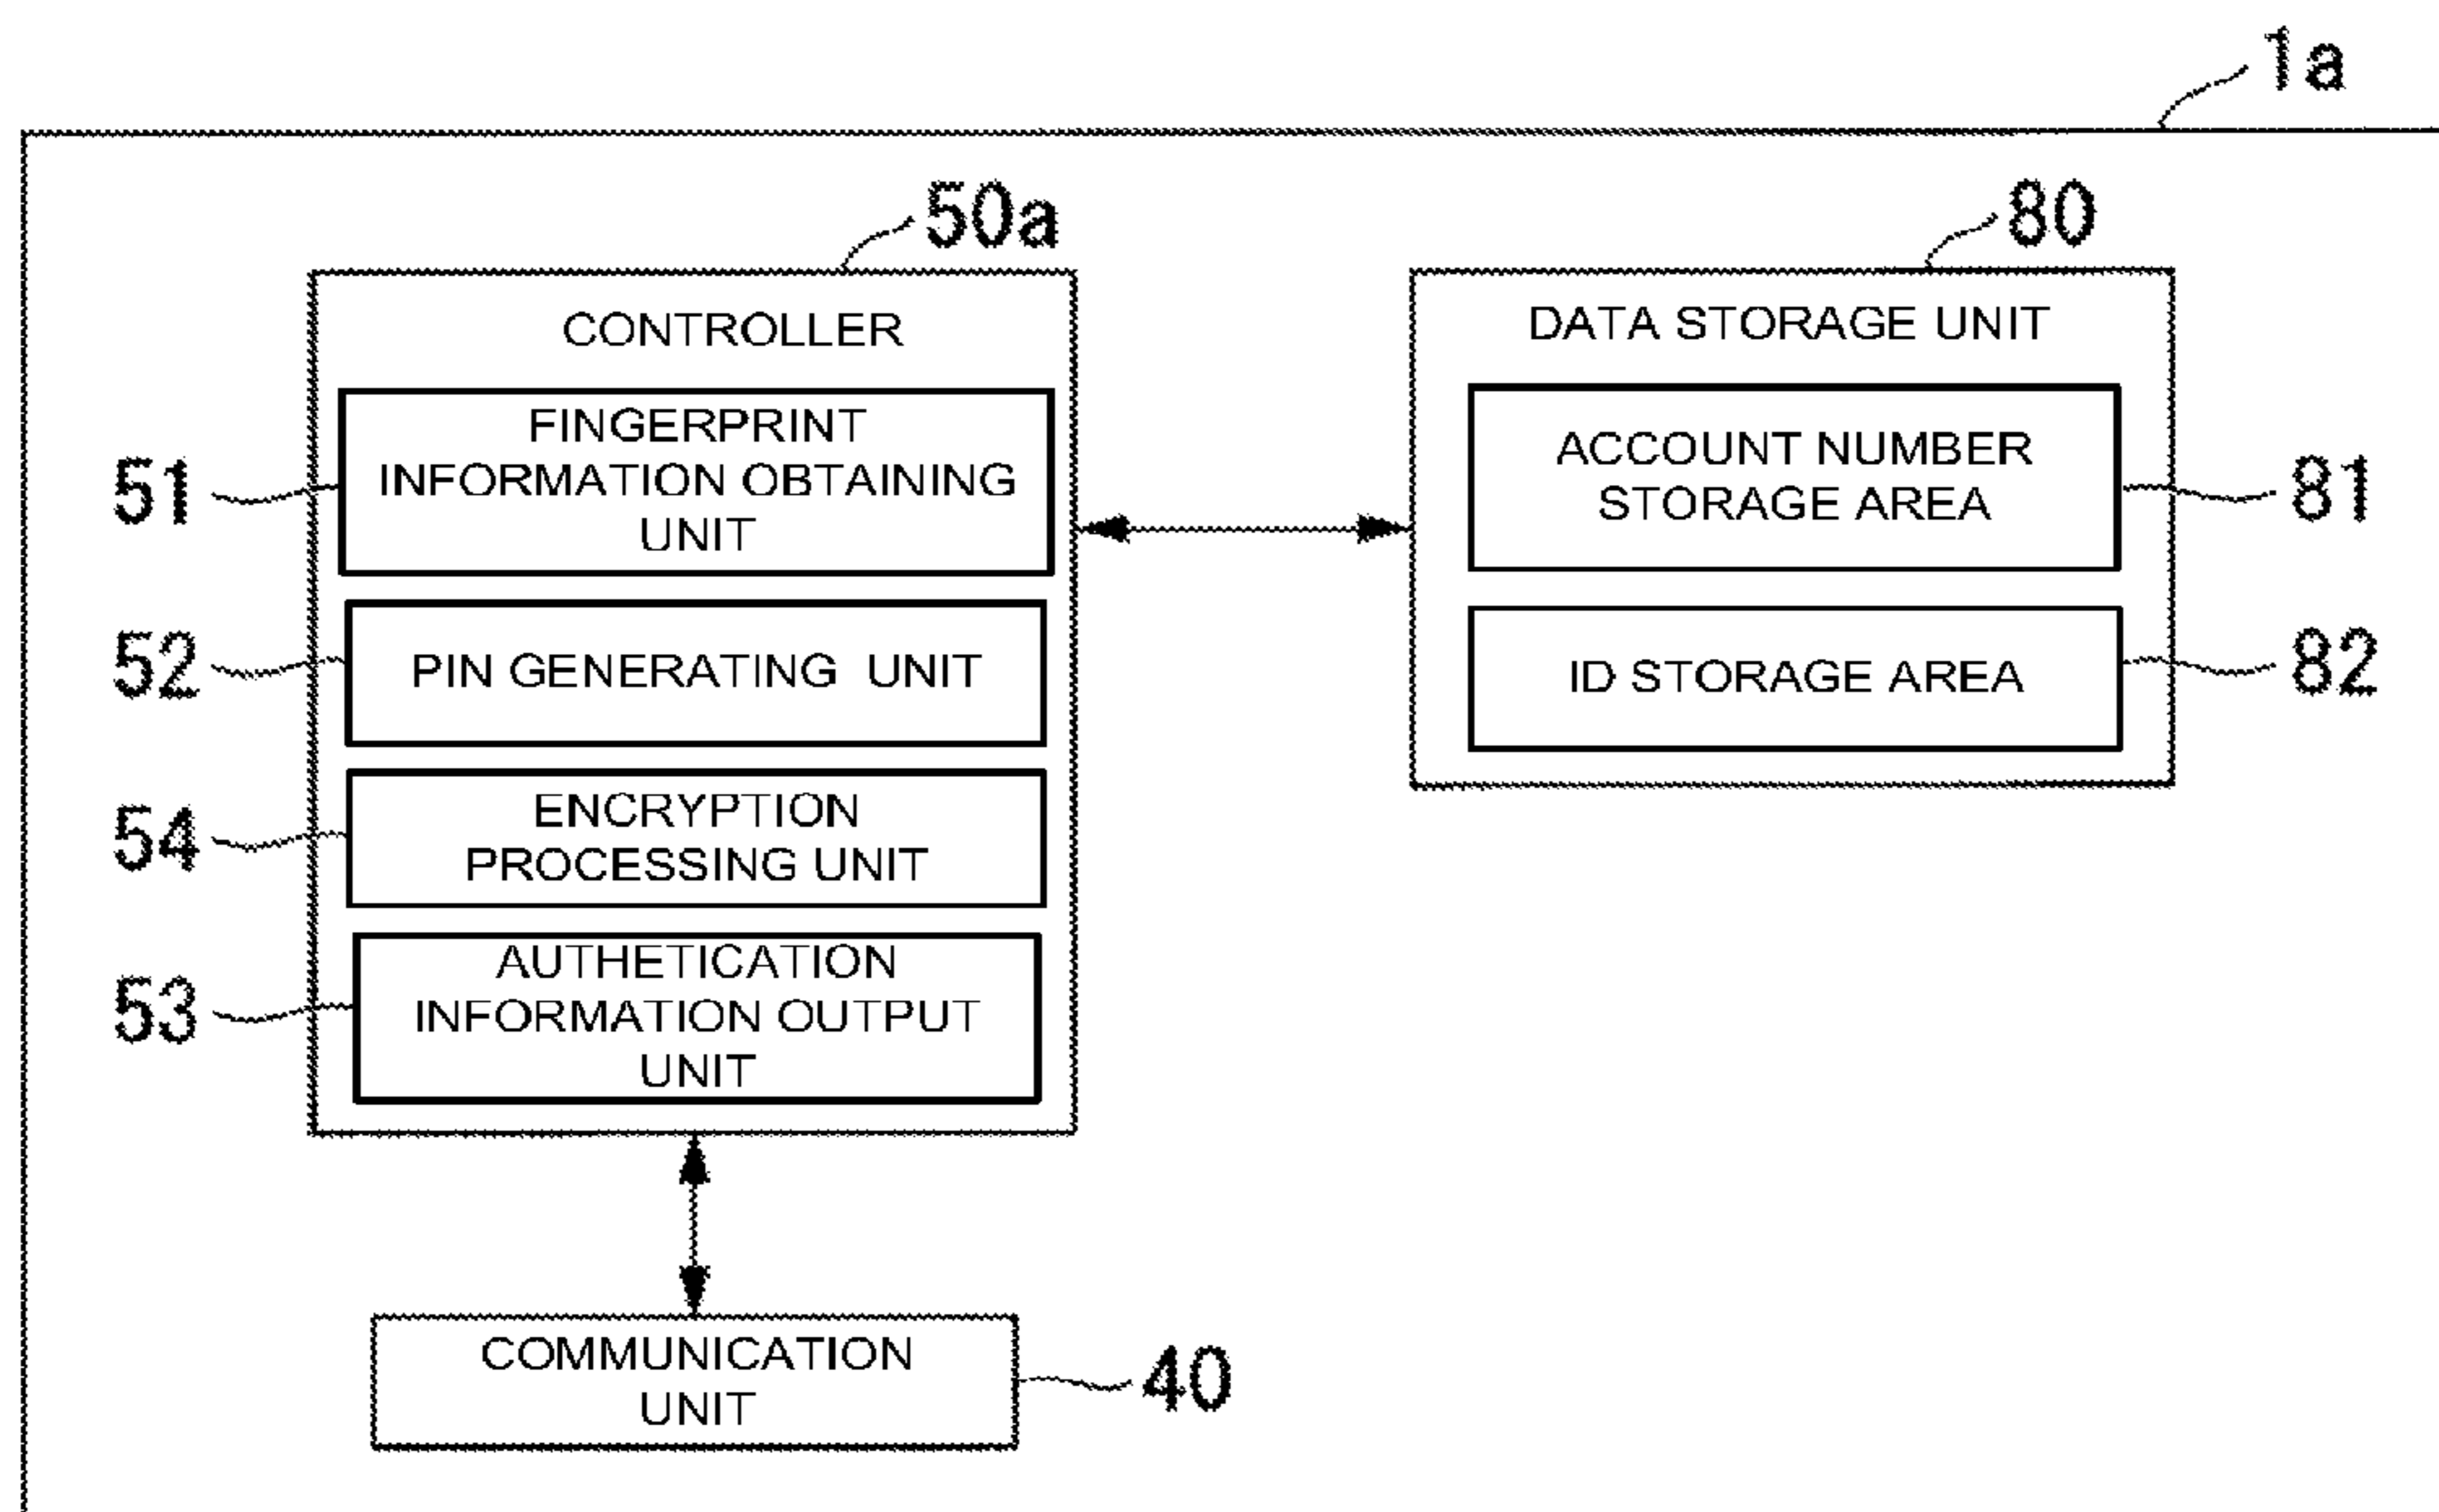 1a
50a
80
CONTROLLER
DATA STORAGE UNIT
FINGERPRINT
INFORMATION OBTAINING
UNIT
51
ACCOUNT NUMBER
STORAGE AREA
81
52
PIN GENERATING UNIT
ID STORAGE AREA
82
54
ENCRYPTION
PROCESSING UNIT
53
AUTHETICATION
INFORMATION OUTPUT
UNIT
COMMUNICATION
UNIT
40